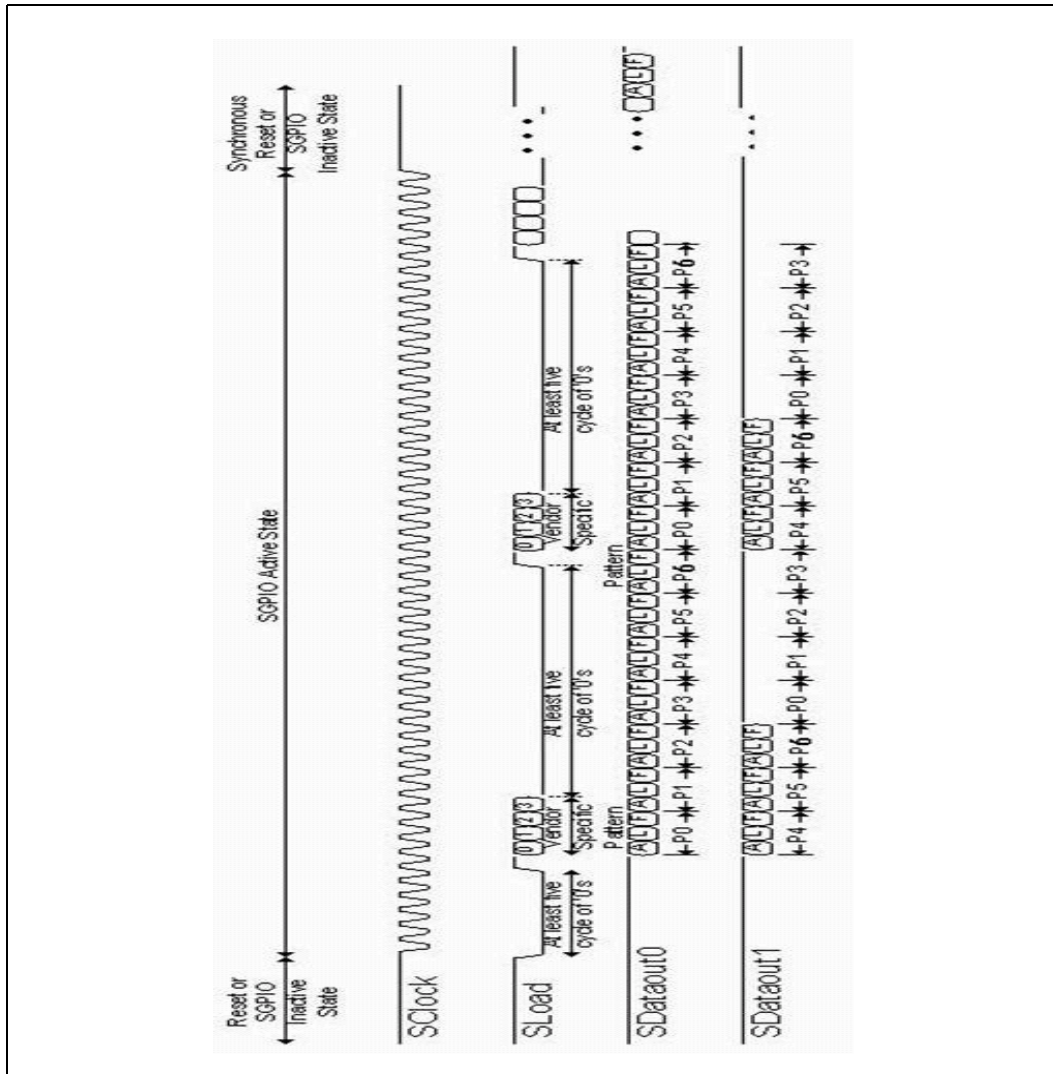 Reset or
SGPIO
Inactive
State
SGPIO Active State
Synchronous
Reset or
SGPIO
Inactive State
SClock
SLoad
At least five
cycle of '0's
0 1 2 3
Vendor
Specific
Pattern
At least five
cycle of '0's
0 1 2 3
Vendor
Specific
Pattern
At least five
cycle of '0's
SDataout0
A L F A L F A L F A L F A L F A L F A L F A L F A L F A L F A L F A L F A L F A L F
A L F
P0 P1 P2 P3 P4 P5 P6 P0 P1 P2 P3 P4 P5 P6
SDataout1
A L F A L F A L F
A L F A L F A L F
P4 P5 P6 P0 P1 P2 P3 P4 P5 P6 P0 P1 P2 P3